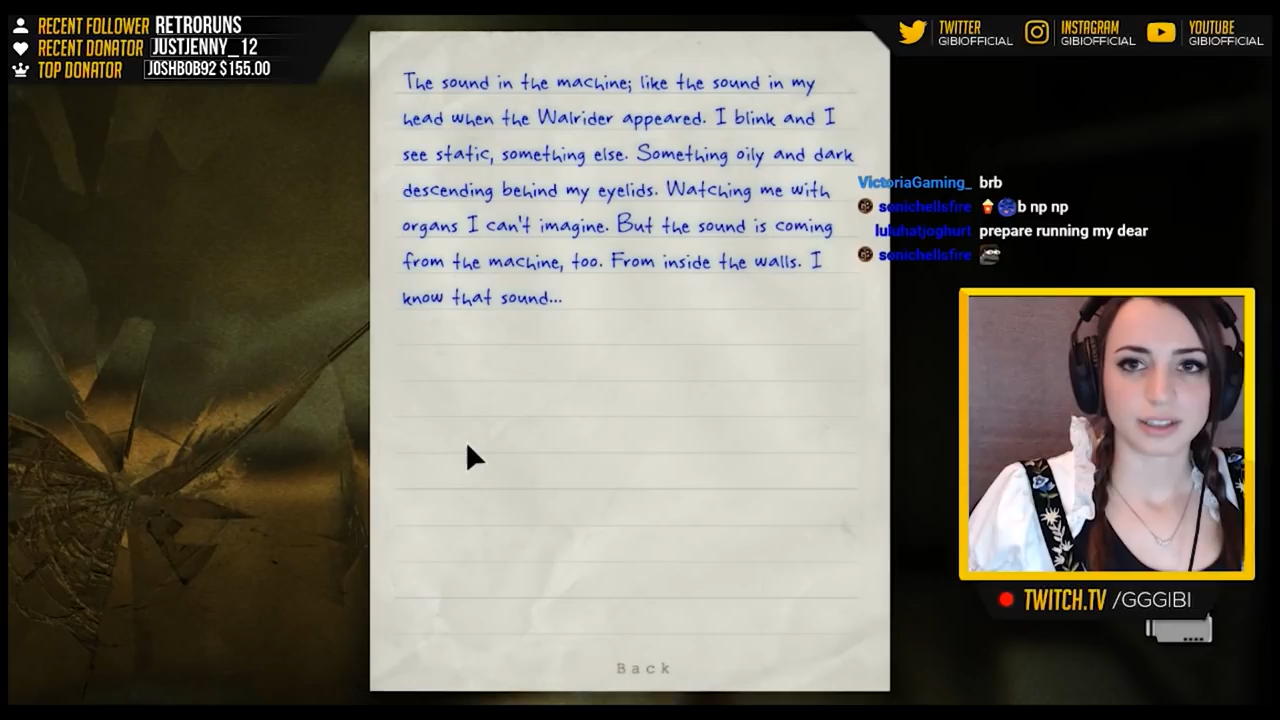 RECENT FOLLOWER RETRORUNS
RECENT DONATOR JUSTJENNY_12
TOP DONATOR JOSHBOB92 $155.00
TWITTER
GIBIOFFICIAL
INSTAGRAM
GIBIOFFICIAL
YOUTUBE
GIBIOFFICIAL
The sound in the machine; like the sound in my
head when the Walrider appeared. I blink and I
see static, something else. Something oily and dark
descending behind my eyelids. Watching me with
organs I can't imagine. But the sound is coming
from the machine, too. From inside the walls. I
know that sound...
Back
VictoriaGaming_ brb
sonichellsfire b np np
luluhatjoghurt prepare running my dear
sonichellsfire
TWITCH.TV /GGGIBI